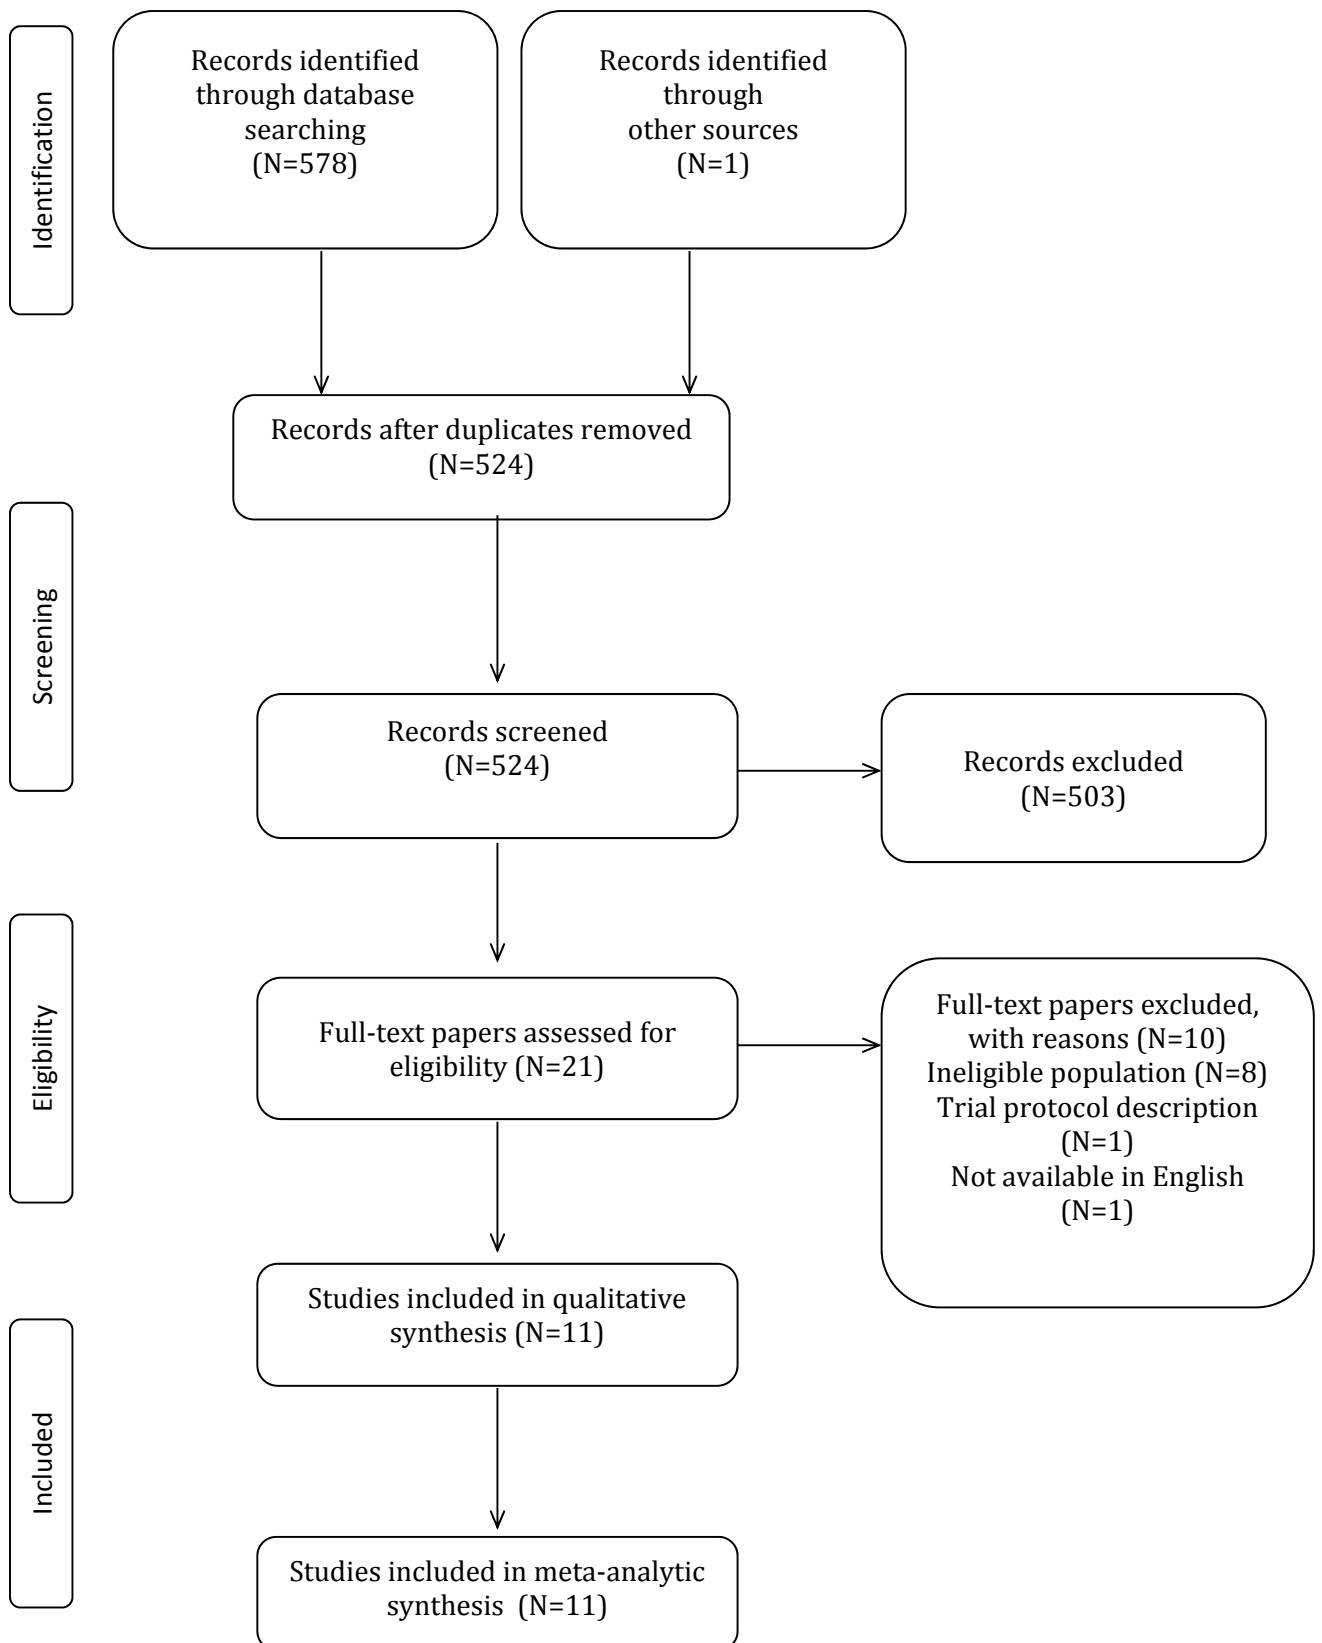 Identification
Records identified
through database
searching
(N=578)
Records identified
through
other sources
(N=1)
Records after duplicates removed
(N=524)
Screening
Records screened
(N=524)
Records excluded
(N=503)
Eligibility
Full-text papers assessed for
eligibility (N=21)
Full-text papers excluded,
with reasons (N=10)
Ineligible population (N=8)
Trial protocol description
(N=1)
Not available in English
(N=1)
Studies included in qualitative
synthesis (N=11)
Included
Studies included in meta-analytic
synthesis (N=11)